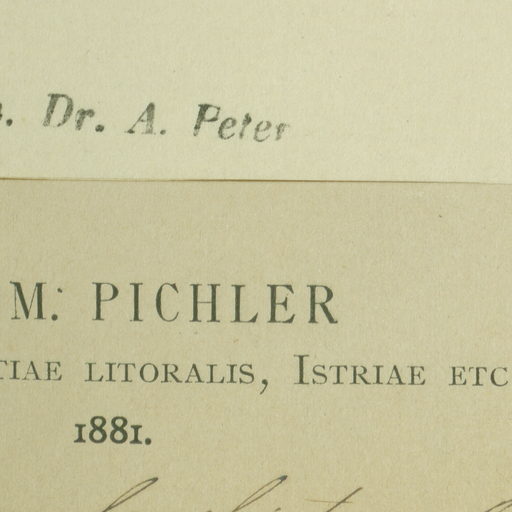 Dr. A. Peter
M. PICHLER
TIAE LITORALIS, ISTRIAE ETC
1881.